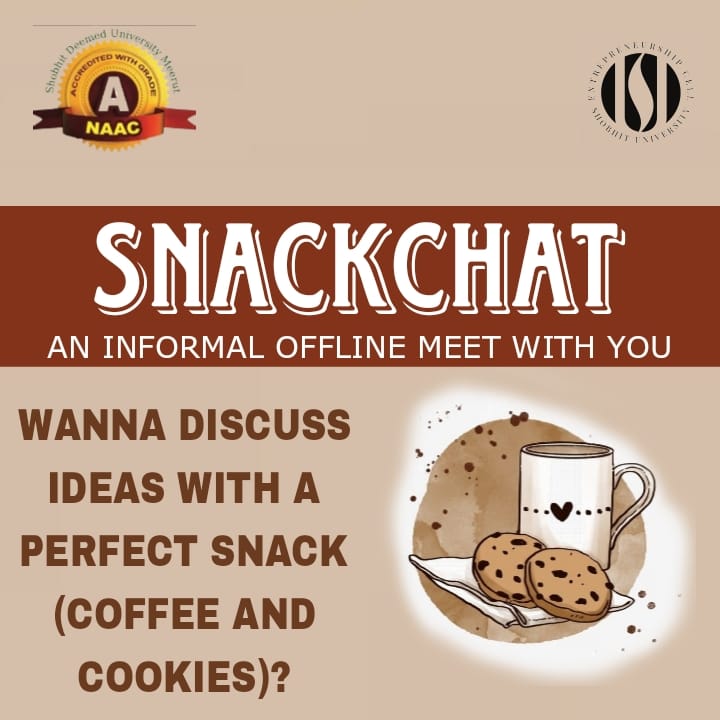 Shobhit Deemed University Meerut
ACCREDITED WITH GRADE
A
NAAC
ENTREPRENEURSHIP CELL
SHOBHIT UNIVERSITY
SNACKCHAT
AN INFORMAL OFFLINE MEET WITH YOU
WANNA DISCUSS
IDEAS WITH A
PERFECT SNACK
(COFFEE AND
COOKIES)?